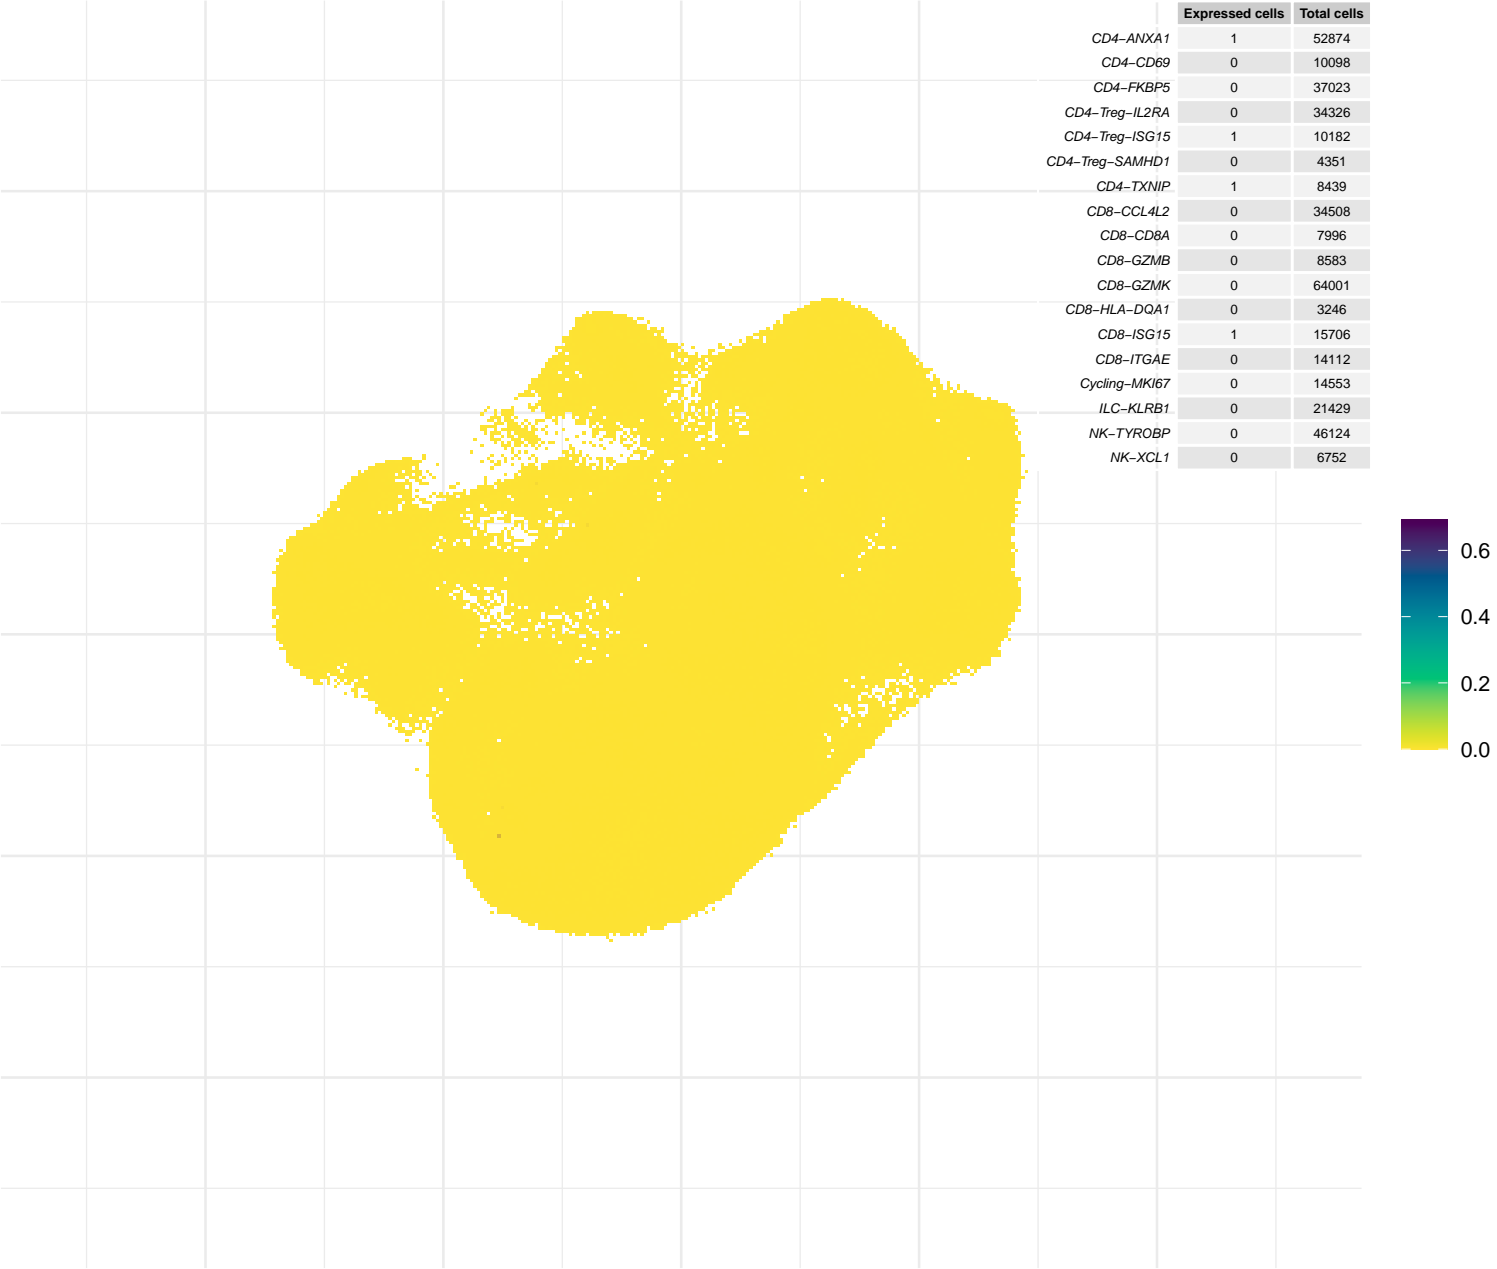 Expressed cells Total cells
CD4−ANXA1 1 52874
CD4−CD69 0 10098
CD4−FKBP5 0 37023
CD4−Treg−IL2RA 0 34326
CD4−Treg−ISG15 1 10182
CD4−Treg−SAMHD1 0 4351
CD4−TXNIP 1 8439
CD8−CCL4L2 0 34508
CD8−CD8A 0 7996
CD8−GZMB 0 8583
CD8−GZMK 0 64001
CD8−HLA−DQA1 0 3246
CD8−ISG15 1 15706
CD8−ITGAE 0 14112
Cycling−MKI67 0 14553
ILC−KLRB1 0 21429
NK−TYROBP 0 46124
NK−XCL1 0 6752
0.6
0.4
0.2
0.0